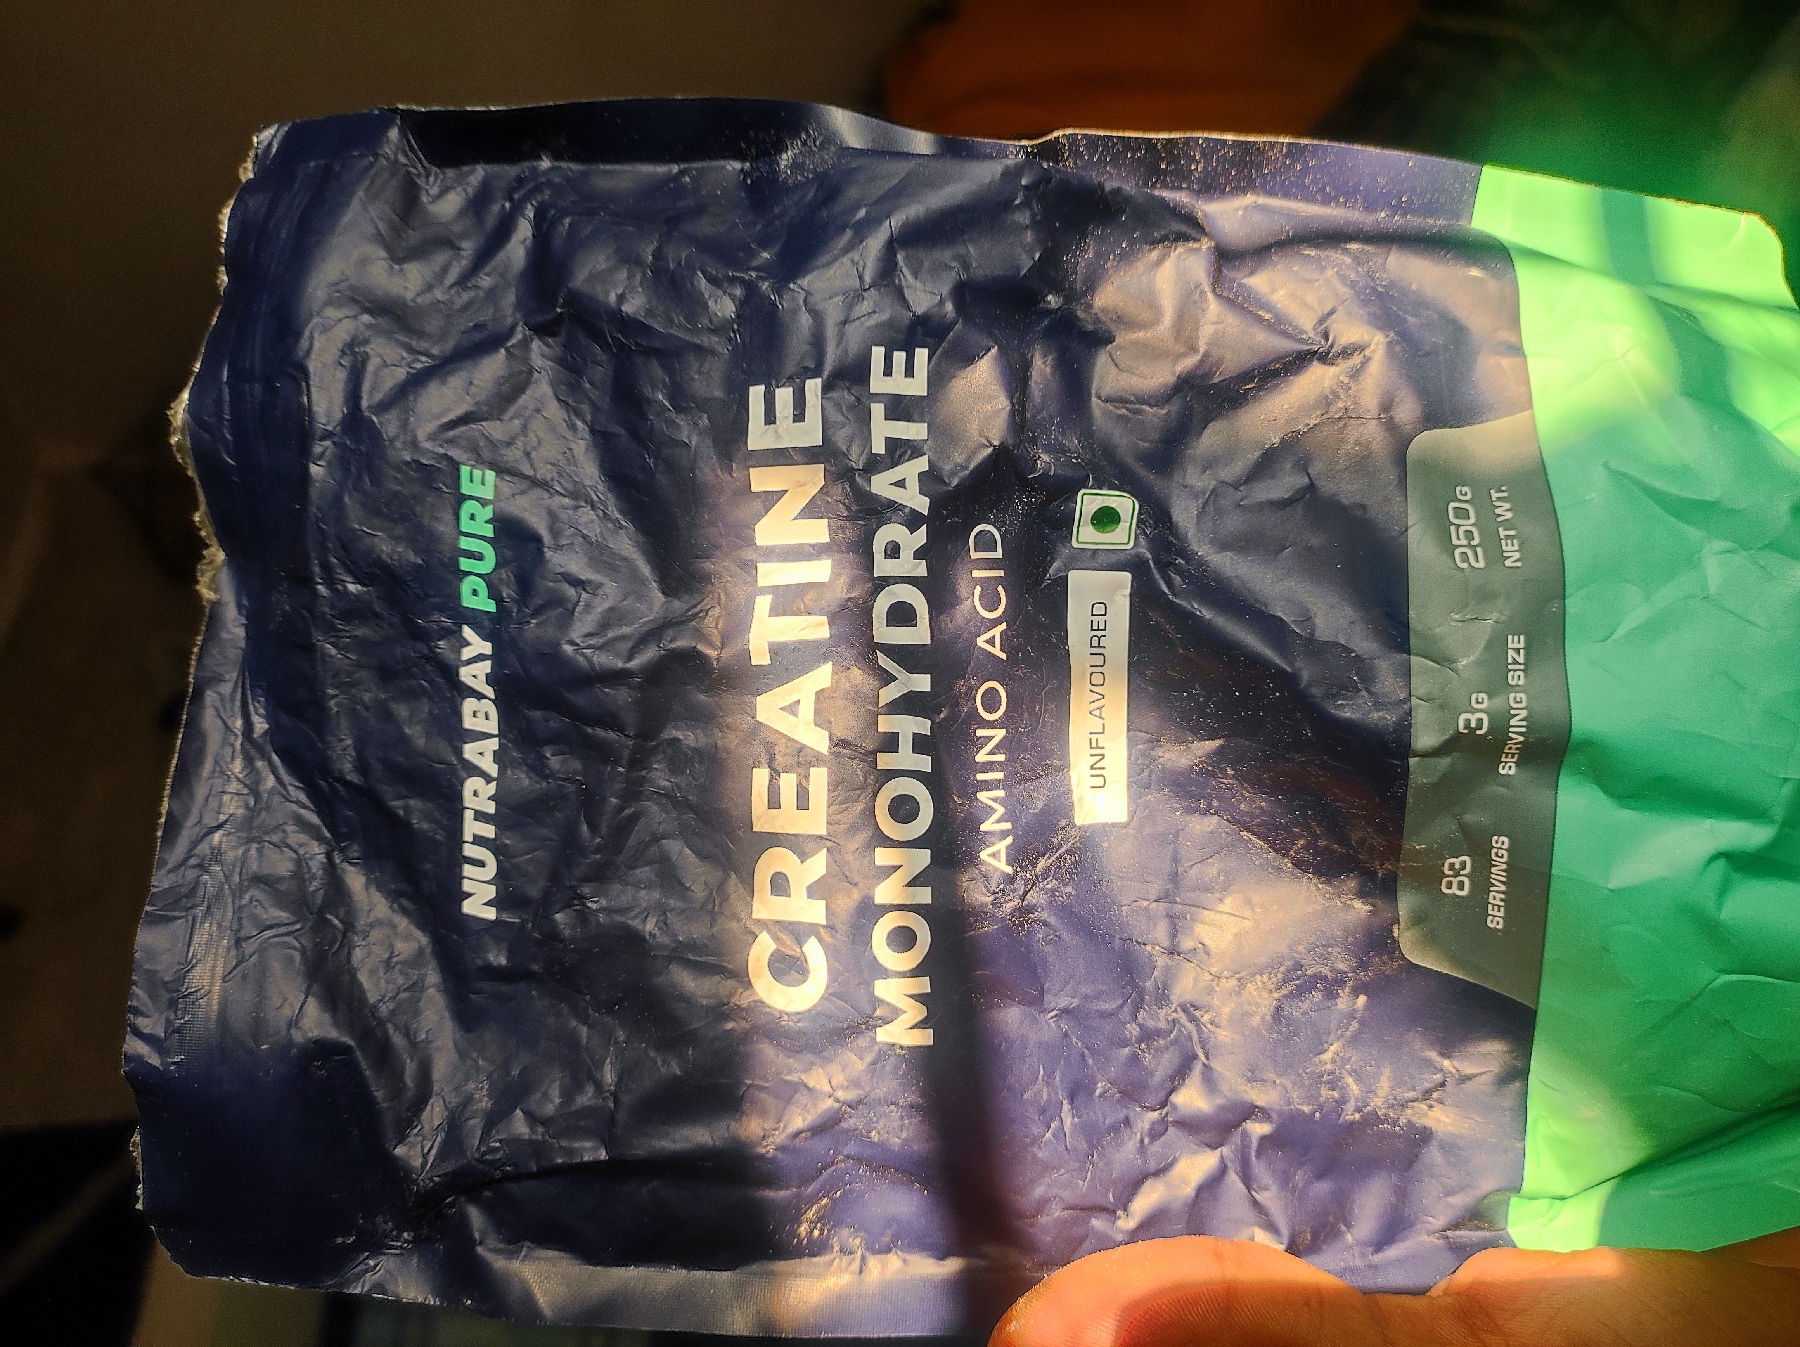 NUTRABAY PURE
CREATINE
MONOHYDRATE
AMINO ACID
UNFLAVOURED
83 3G 250G
SERVINGS SERVING SIZE NET WT.